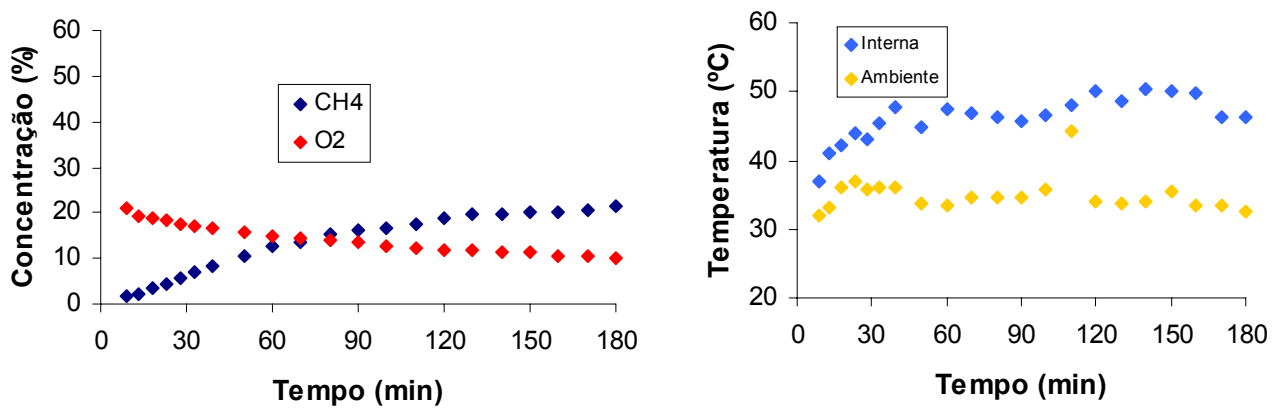 60
50
40
30
20
10
0
Concentração (%)
CH4
O2
0 30 60 90 120 150 180
Tempo (min)
60
50
40
30
20
Temperatura (ºC)
Interna
Ambiente
0 30 60 90 120 150 180
Tempo (min)